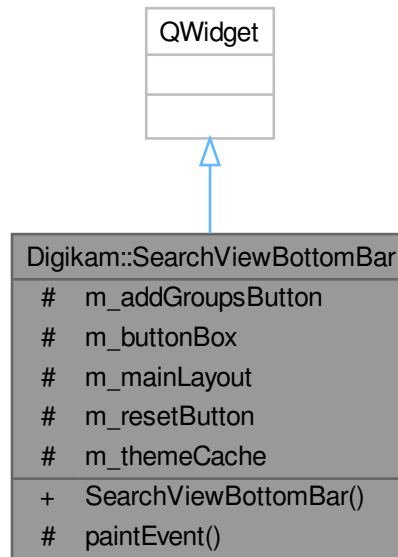 QWidget
Digikam::SearchViewBottomBar
# m_addGroupsButton
# m_buttonBox
# m_mainLayout
# m_resetButton
# m_themeCache
+ SearchViewBottomBar()
# paintEvent()